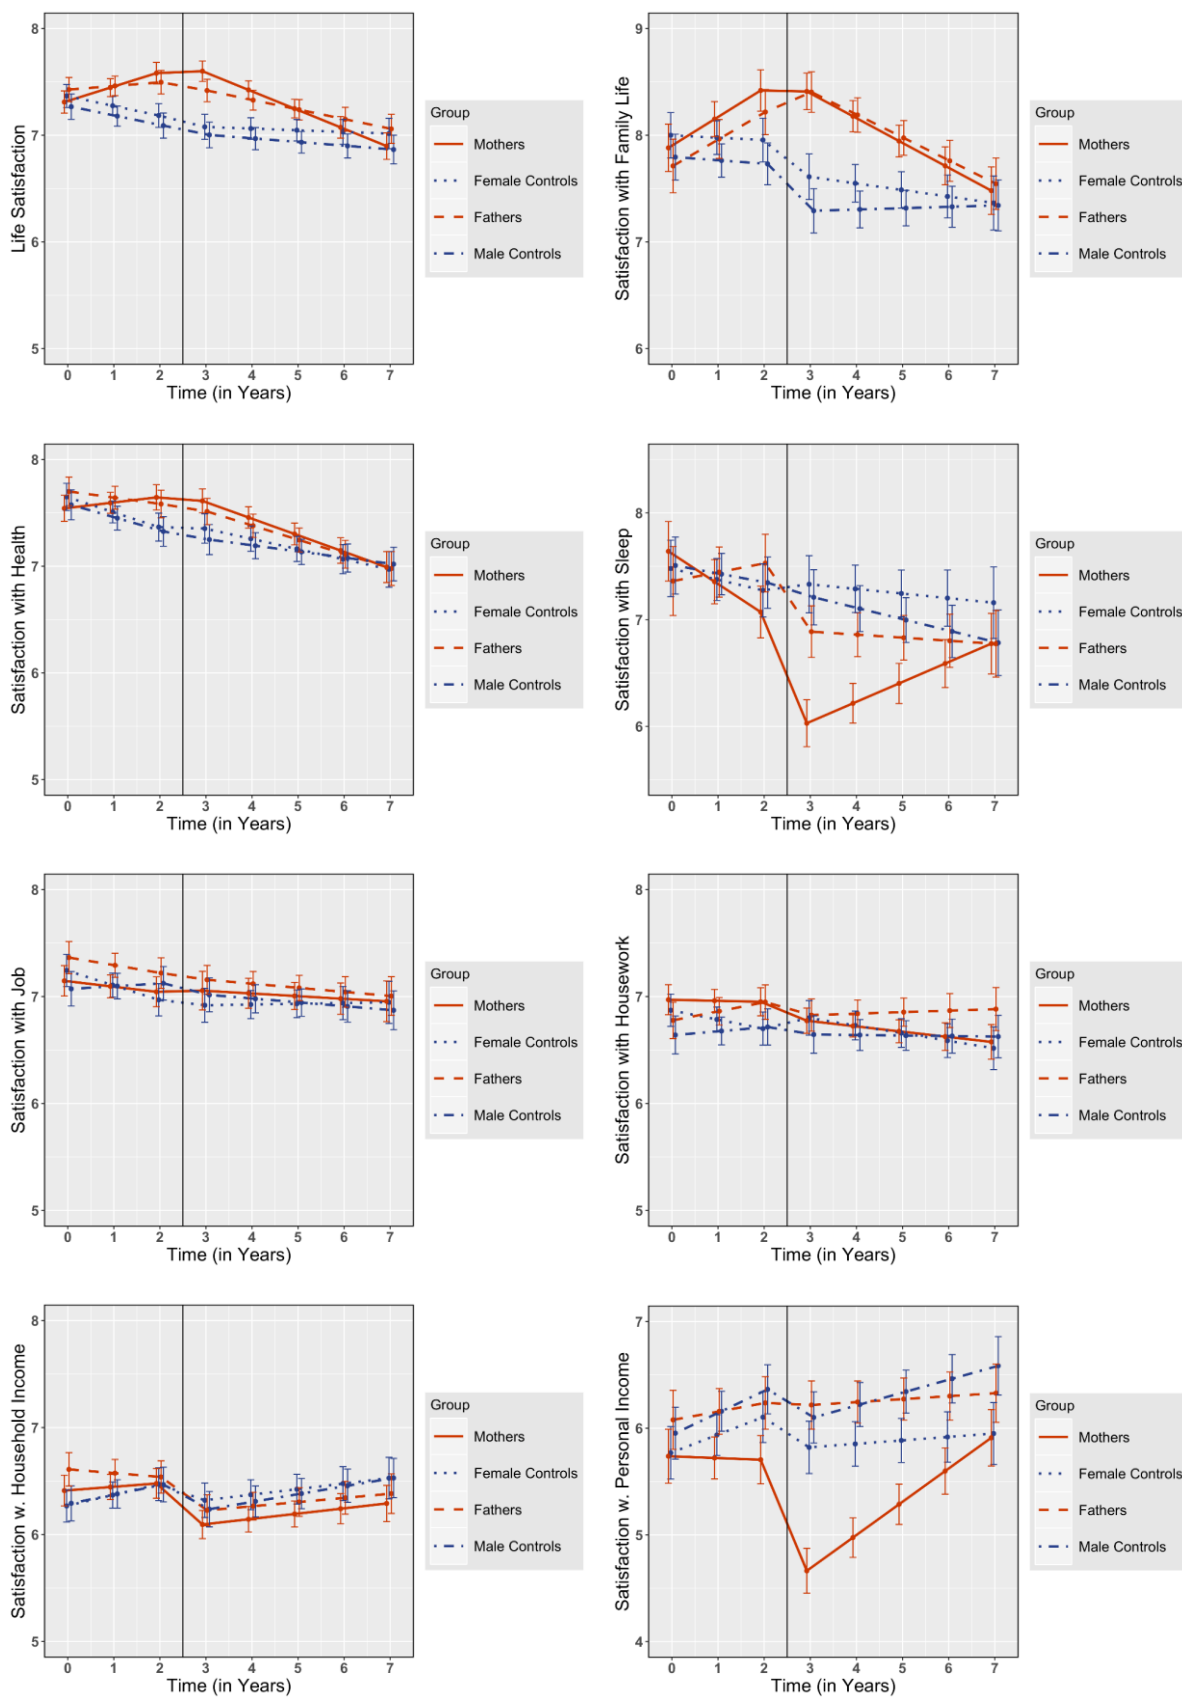 Life Satisfaction
8
7
6
5
0 1 2 3 4 5 6 7
Time (in Years)
Group
Mothers
Female Controls
Fathers
Male Controls
Satisfaction with Family Life
9
8
7
6
0 1 2 3 4 5 6 7
Time (in Years)
Group
Mothers
Female Controls
Fathers
Male Controls
Satisfaction with Health
8
7
6
5
0 1 2 3 4 5 6 7
Time (in Years)
Group
Mothers
Female Controls
Fathers
Male Controls
Satisfaction with Sleep
8
7
6
0 1 2 3 4 5 6 7
Time (in Years)
Group
Mothers
Female Controls
Fathers
Male Controls
Satisfaction with Job
8
7
6
5
0 1 2 3 4 5 6 7
Time (in Years)
Group
Mothers
Female Controls
Fathers
Male Controls
Satisfaction with Housework
8
7
6
5
0 1 2 3 4 5 6 7
Time (in Years)
Group
Mothers
Female Controls
Fathers
Male Controls
Satisfaction w. Household Income
8
7
6
5
0 1 2 3 4 5 6 7
Time (in Years)
Group
Mothers
Female Controls
Fathers
Male Controls
Satisfaction w. Personal Income
7
6
5
4
0 1 2 3 4 5 6 7
Time (in Years)
Group
Mothers
Female Controls
Fathers
Male Controls